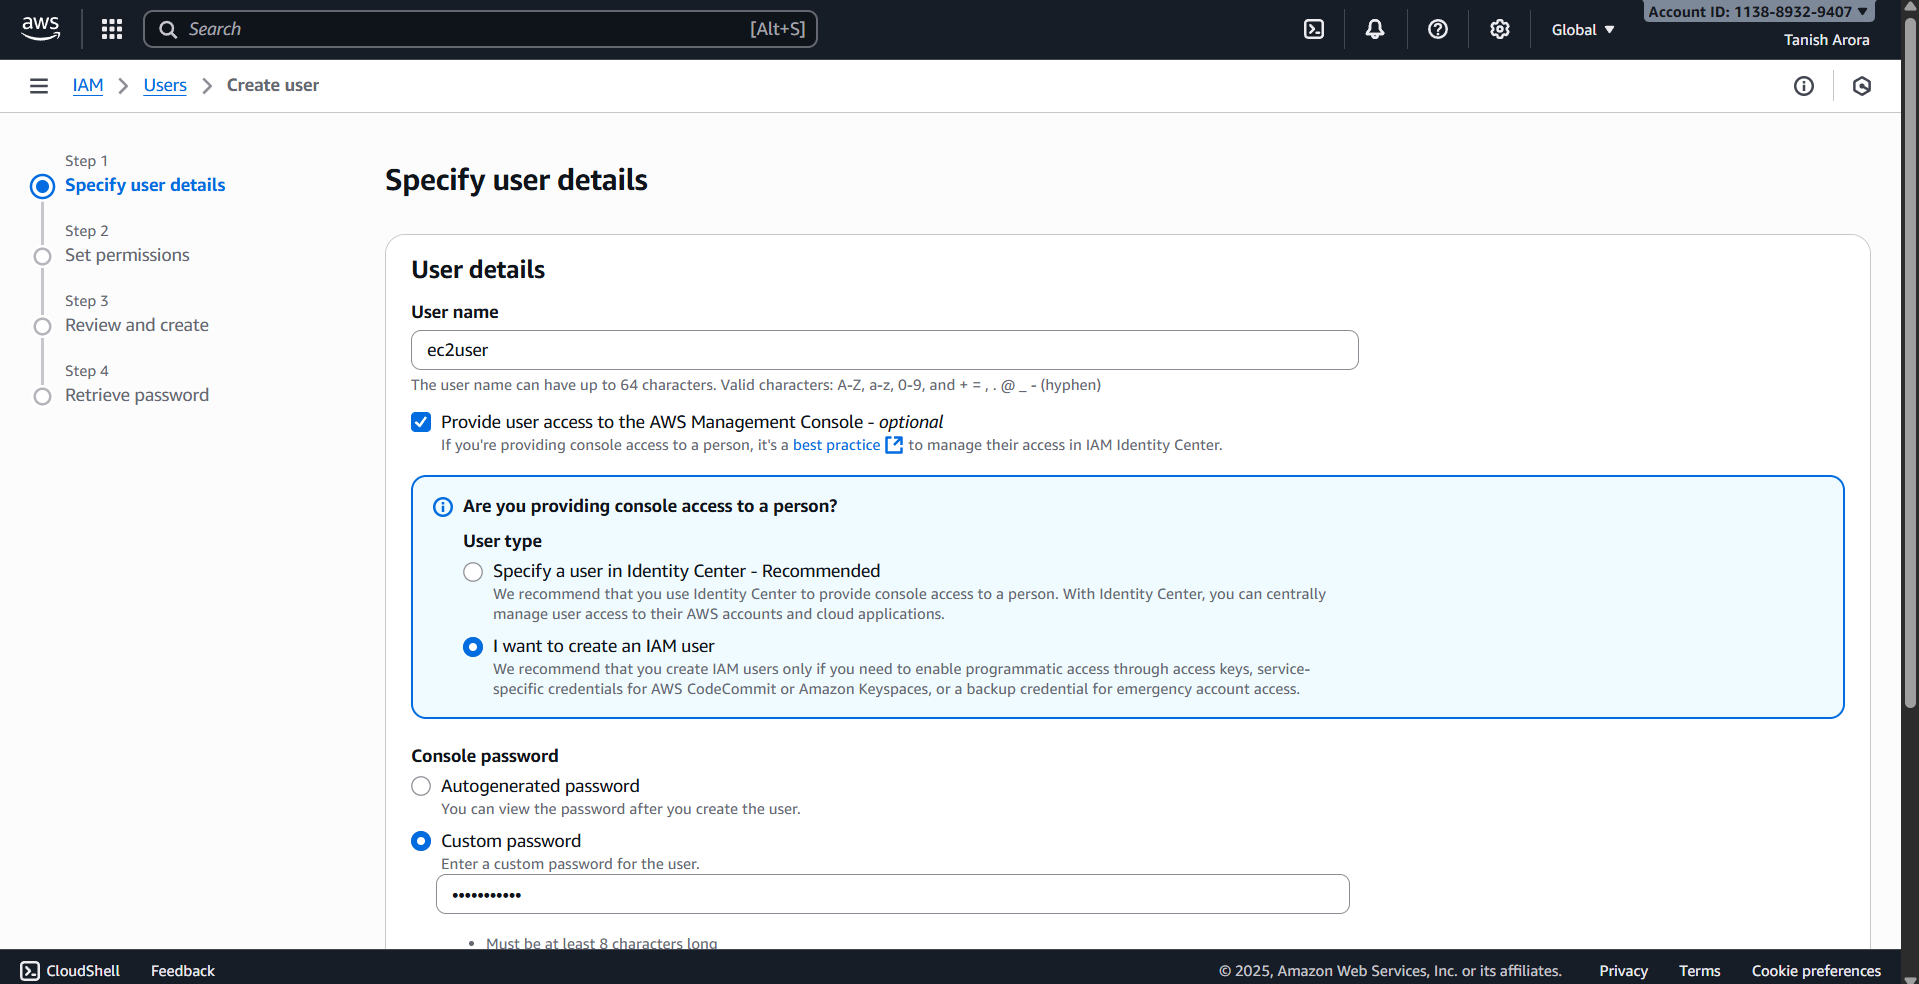 aws
Search
[Alt+S]
Global
Account ID: 1138-8932-9407
Tanish Arora
IAM
Users
Create user
Step 1
Specify user details
Step 2
Set permissions
Step 3
Review and create
Step 4
Retrieve password
Specify user details
User details
User name
ec2user
The user name can have up to 64 characters. Valid characters: A-Z, a-z, 0-9, and + = , . @ _ - (hyphen)
Provide user access to the AWS Management Console - optional
If you're providing console access to a person, it's a best practice to manage their access in IAM Identity Center.
Are you providing console access to a person?
User type
Specify a user in Identity Center - Recommended
We recommend that you use Identity Center to provide console access to a person. With Identity Center, you can centrally
manage user access to their AWS accounts and cloud applications.
I want to create an IAM user
We recommend that you create IAM users only if you need to enable programmatic access through access keys, service-
specific credentials for AWS CodeCommit or Amazon Keyspaces, or a backup credential for emergency account access.
Console password
Autogenerated password
You can view the password after you create the user.
Custom password
Enter a custom password for the user.
•••••••••••
• Must be at least 8 characters long
CloudShell
Feedback
© 2025, Amazon Web Services, Inc. or its affiliates.
Privacy
Terms
Cookie preferences